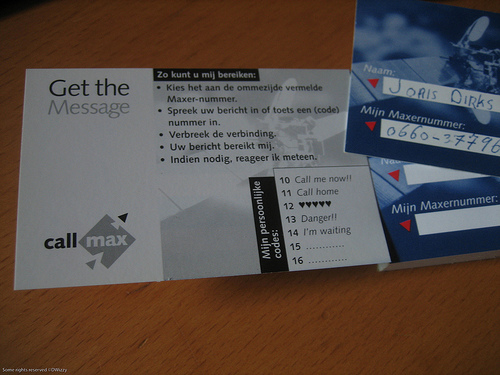 Get the
Message
call max
Zo kunt u mij bereiken:
• Kies het aan de ommezijde vermelde
Maxer-nummer.
• Spreek uw bericht in of toets een (code)
nummer in.
• Verbreek de verbinding.
• Uw bericht bereikt mij.
• Indien nodig, reageer ik meteen.
Mijn persoonlijke
codes:
10 Call me now!!
11 Call home
12 ♥♥♥♥♥
13 Danger!!
14 I'm waiting
15 ............
16 ............
Naam:
JORIS DIRKS
Mijn Maxernummer:
0660-37796
Na
Mijn Maxernummer:
Some rights reserved